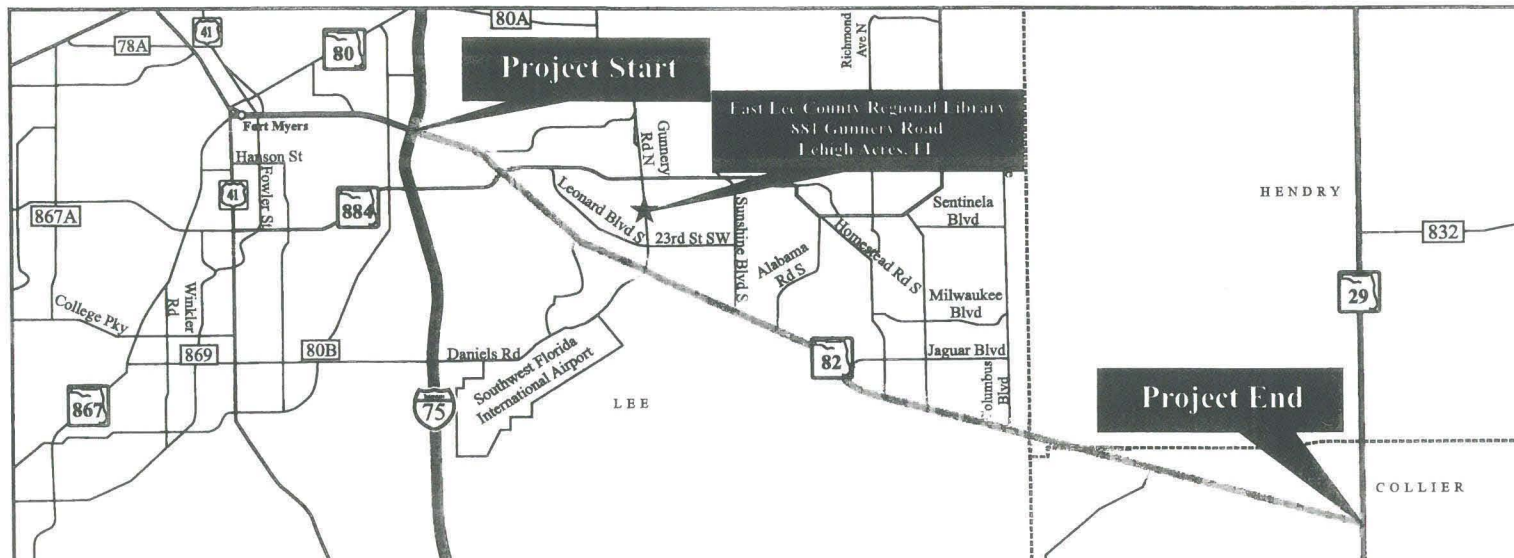 41
80A
78A
80
Richmond
Ave N
Project Start
East Lee County Regional Library
881 Gunnery Road
Lehigh Acres, Fl
Fort Myers
Gunnery
Rd N
Hanson St
Fowler St
41
884
867A
Leonard Blvd S
23rd St SW
Sunshine Blvd S
Alabama
Rd S
Homestead Rd S
Sentinela
Blvd
HENDRY
832
29
Milwaukee
Blvd
College Pky
Winkler
Rd
869
80B
Daniels Rd
Southwest Florida
International Airport
82
Jaguar Blvd
olumbus
Blvd
867
75
LEE
Project End
COLLIER